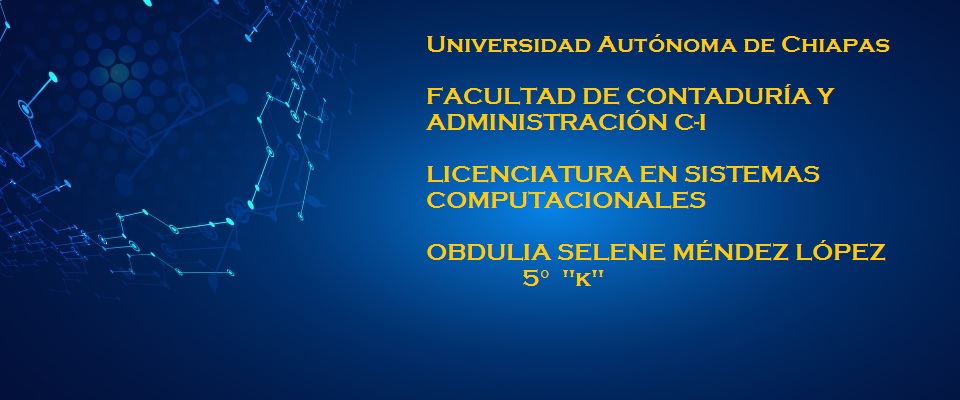 Universidad Autónoma de Chiapas
FACULTAD DE CONTADURÍA Y
ADMINISTRACIÓN C-I
LICENCIATURA EN SISTEMAS
COMPUTACIONALES
OBDULIA SELENE MÉNDEZ LÓPEZ
5° "K"